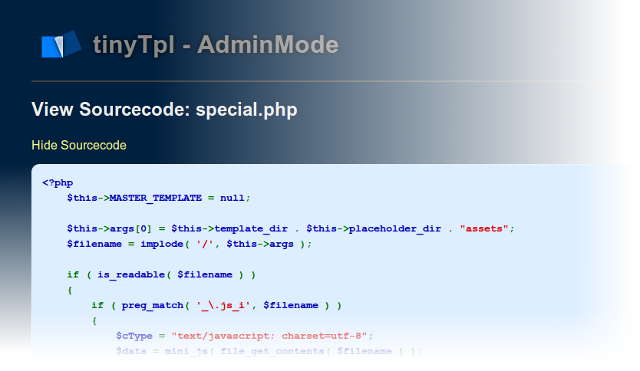 tinyTpl - AdminMode
View Sourcecode: special.php
Hide Sourcecode
<?php
$this->MASTER_TEMPLATE = null;
$this->args[0] = $this->template_dir . $this->placeholder_dir . "assets";
$filename = implode( '/', $this->args );
if ( is_readable( $filename ) )
{
if ( preg_match( '_\.js_i', $filename ) )
{
$cType = "text/javascript; charset=utf-8";
$data = mini_js( file_get_contents( $filename ) );